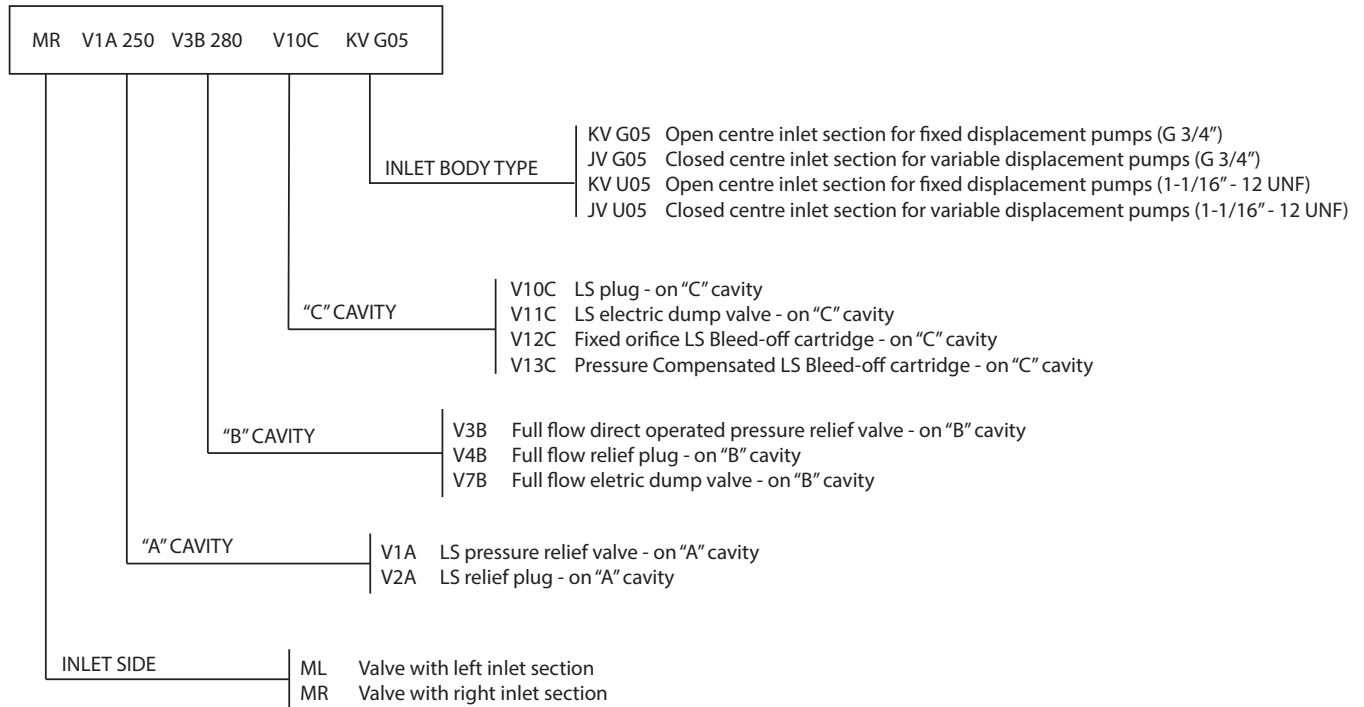 MR V1A 250 V3B 280 V10C KV G05
INLET BODY TYPE
KV G05 Open centre inlet section for fixed displacement pumps (G 3/4”)
JV G05 Closed centre inlet section for variable displacement pumps (G 3/4”)
KV U05 Open centre inlet section for fixed displacement pumps (1-1/16” - 12 UNF)
JV U05 Closed centre inlet section for variable displacement pumps (1-1/16” - 12 UNF)
“C” CAVITY
V10C LS plug - on “C” cavity
V11C LS electric dump valve - on “C” cavity
V12C Fixed orifice LS Bleed-off cartridge - on “C” cavity
V13C Pressure Compensated LS Bleed-off cartridge - on “C” cavity
“B” CAVITY
V3B Full flow direct operated pressure relief valve - on “B” cavity
V4B Full flow relief plug - on “B” cavity
V7B Full flow eletric dump valve - on “B” cavity
“A” CAVITY
V1A LS pressure relief valve - on “A” cavity
V2A LS relief plug - on “A” cavity
INLET SIDE
ML Valve with left inlet section
MR Valve with right inlet section